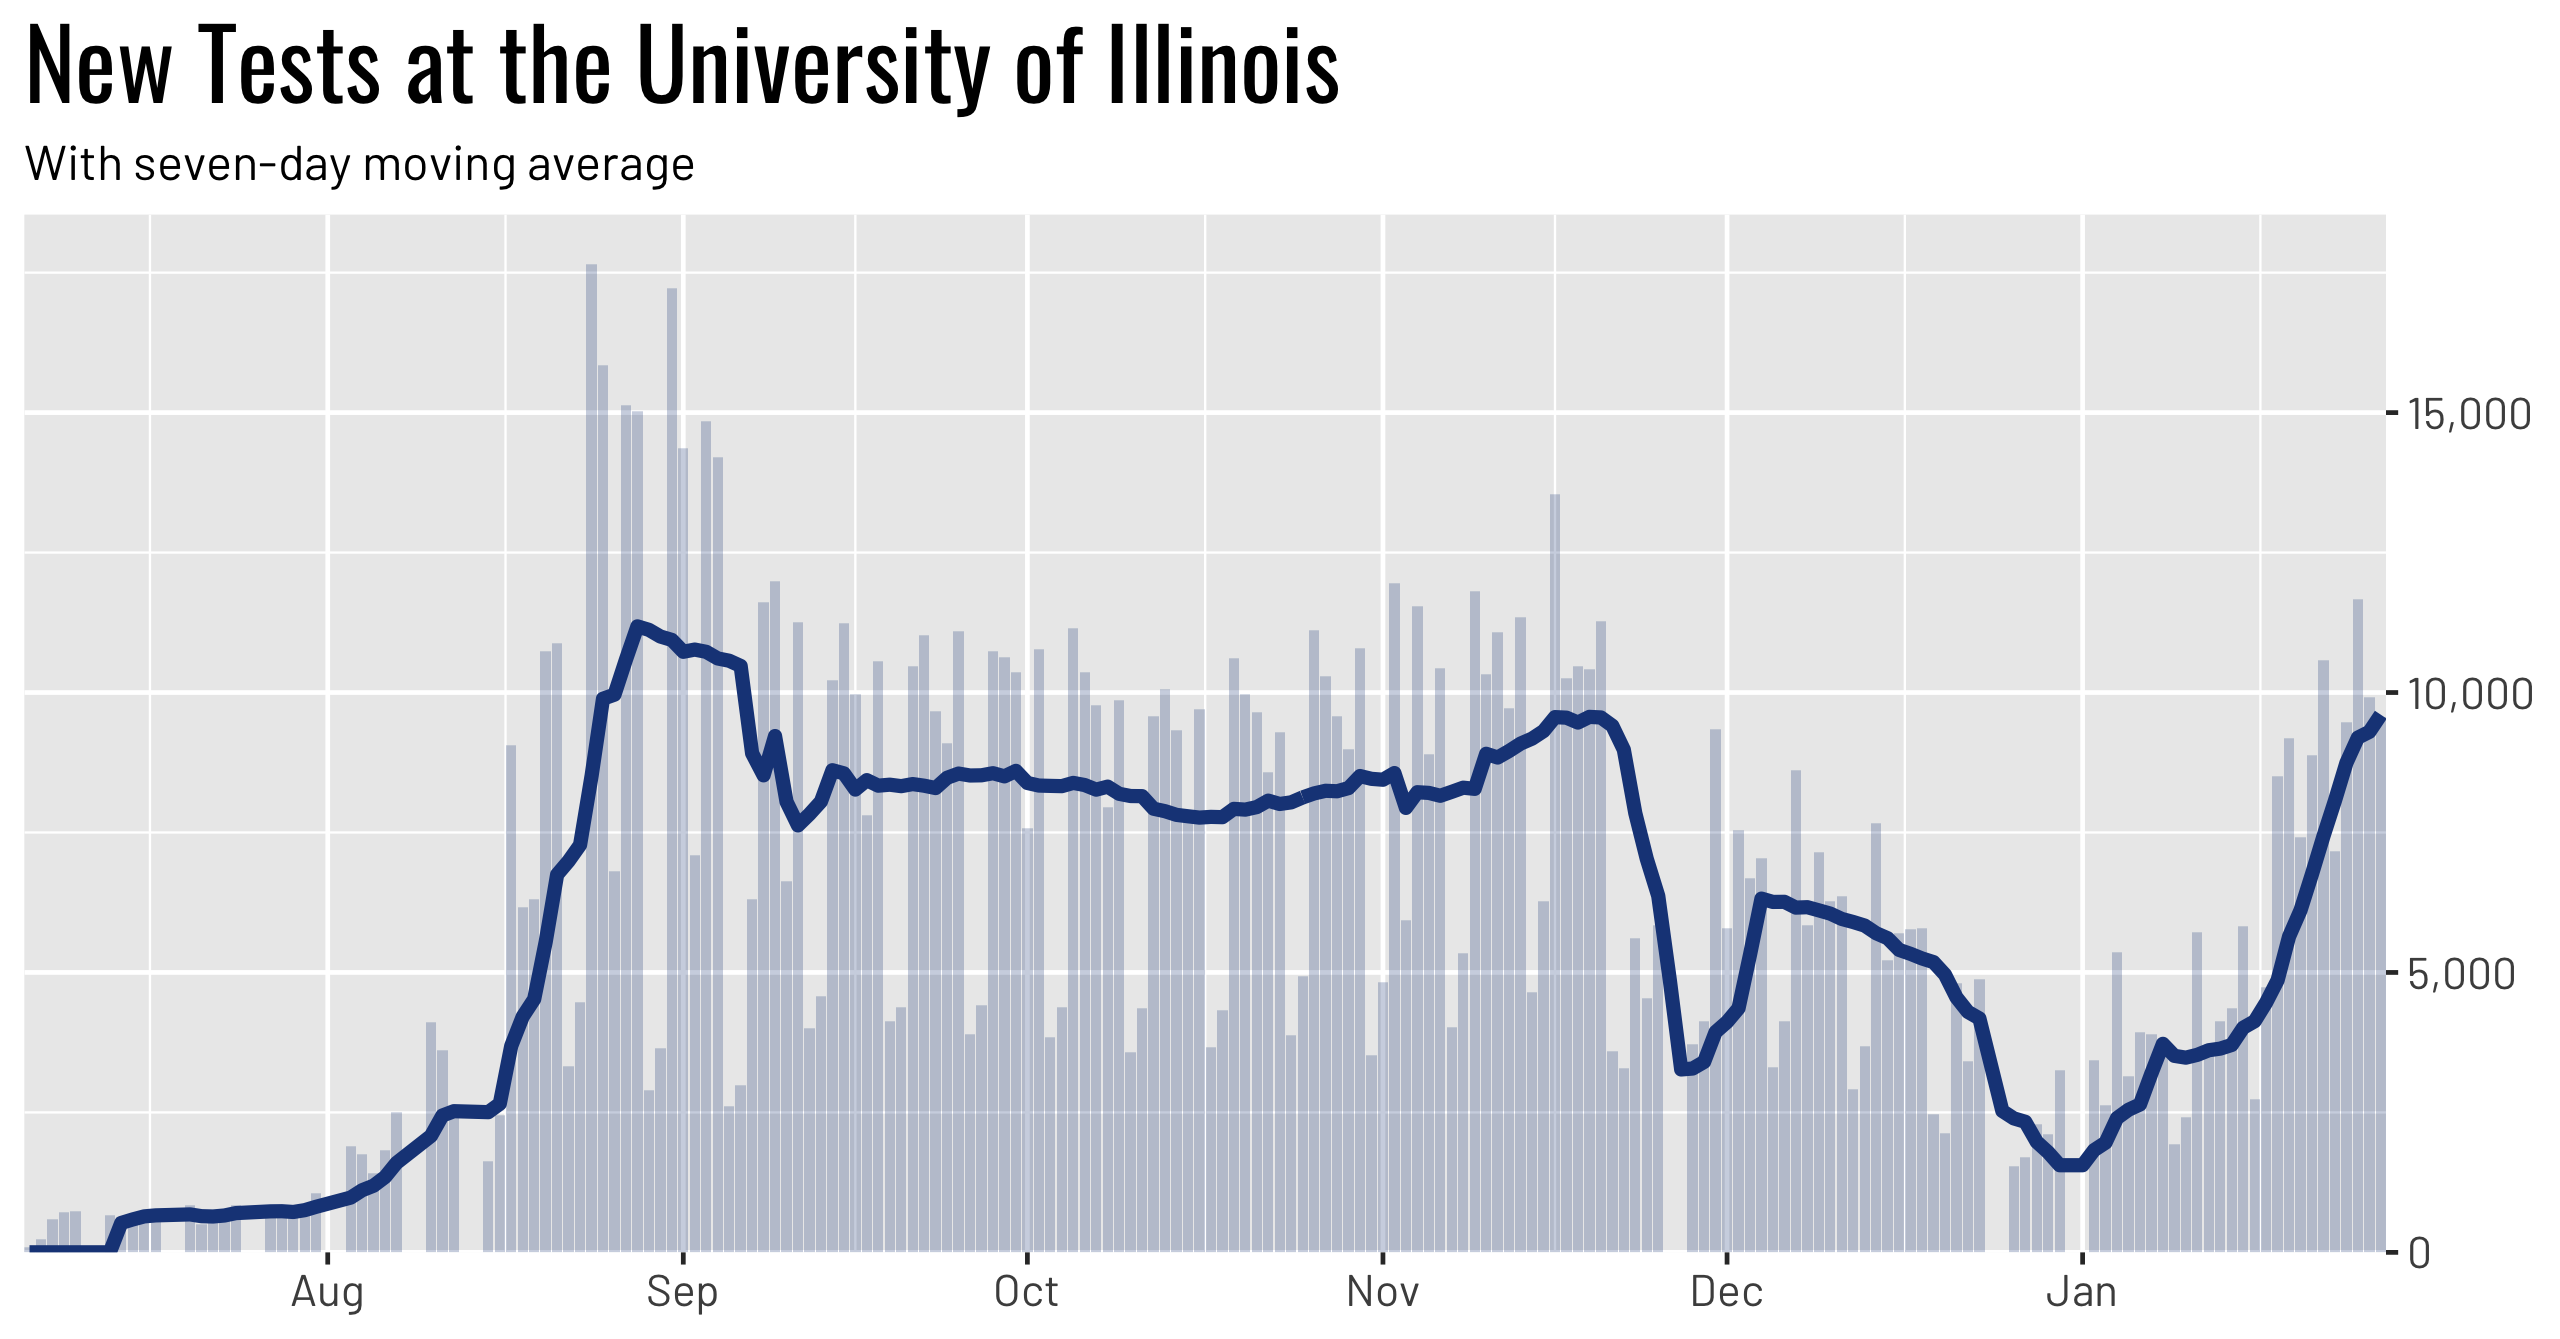 New Tests at the University of Illinois
With seven-day moving average
15,000
10,000
5,000
0
Aug Sep Oct Nov Dec Jan